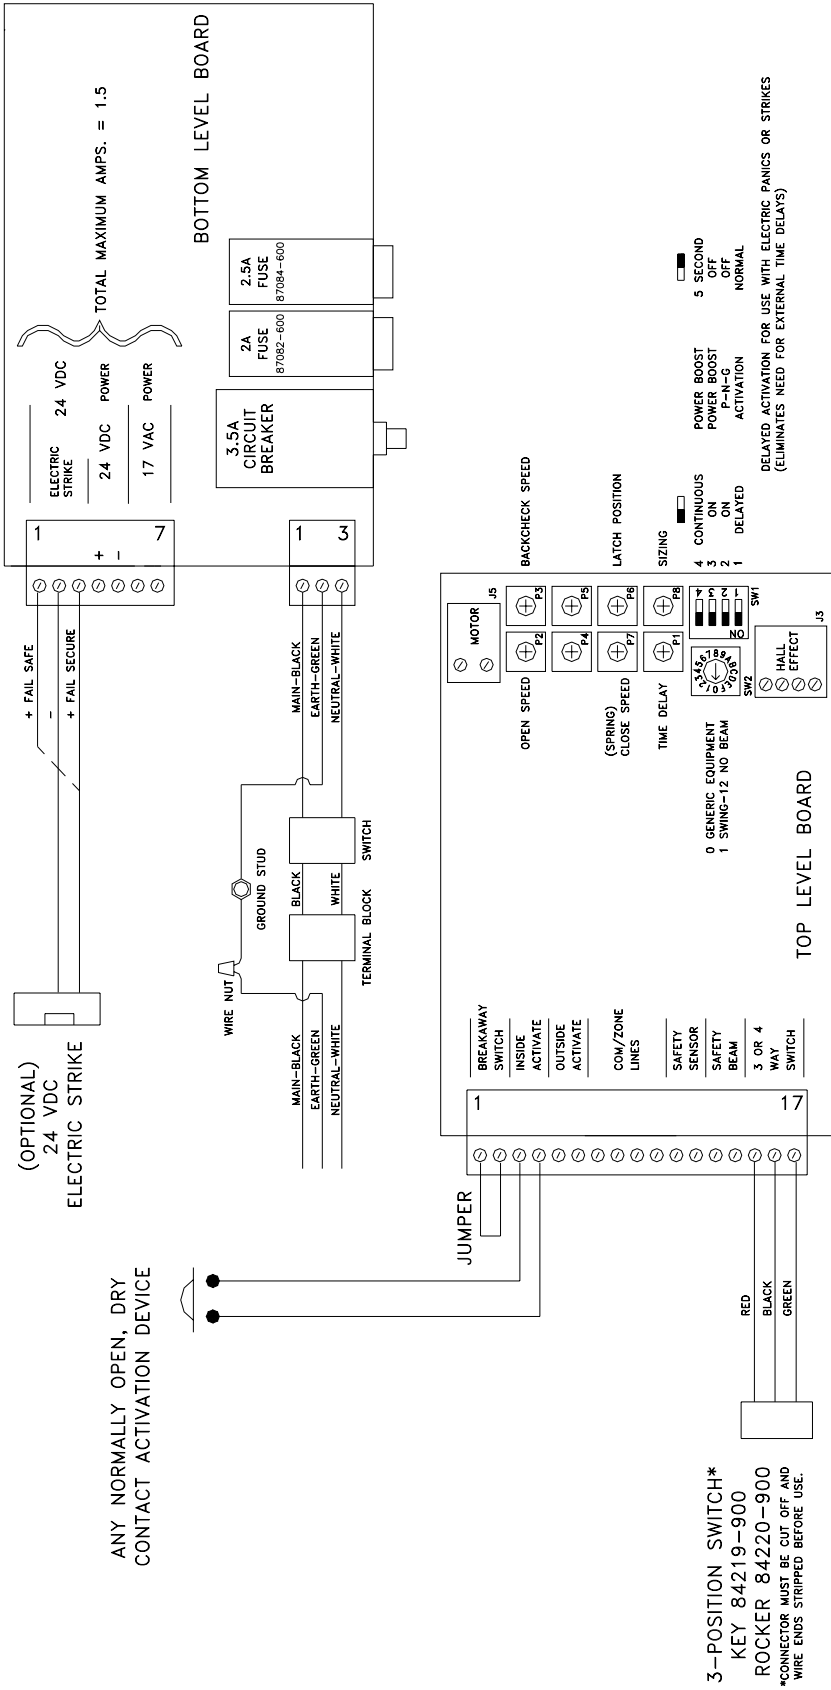 (OPTIONAL)
24 VDC
ELECTRIC STRIKE
+ FAIL SAFE
−
+ FAIL SECURE
1
7
+
−
ELECTRIC
STRIKE
24 VDC
24 VDC
POWER
17 VAC
POWER
TOTAL MAXIMUM AMPS. = 1.5
BOTTOM LEVEL BOARD
3.5A
CIRCUIT
BREAKER
2A
FUSE
87082-600
2.5A
FUSE
87084-600
1
3
MAIN-BLACK
EARTH-GREEN
NEUTRAL-WHITE
WIRE NUT
GROUND STUD
BLACK
WHITE
TERMINAL BLOCK
SWITCH
MAIN-BLACK
EARTH-GREEN
NEUTRAL-WHITE
ANY NORMALLY OPEN, DRY
CONTACT ACTIVATION DEVICE
JUMPER
1
17
BREAKAWAY
SWITCH
INSIDE
ACTIVATE
OUTSIDE
ACTIVATE
COM/ZONE
LINES
SAFETY
SENSOR
SAFETY
BEAM
3 OR 4
WAY
SWITCH
RED
BLACK
GREEN
3-POSITION SWITCH*
KEY 84219-900
ROCKER 84220-900
*CONNECTOR MUST BE CUT OFF AND
WIRE ENDS STRIPPED BEFORE USE.
TOP LEVEL BOARD
MOTOR
J5
OPEN SPEED
P2
P3
BACKCHECK SPEED
P4
P5
(SPRING)
CLOSE SPEED
P7
P6
LATCH POSITION
TIME DELAY
P1
P8
SIZING
0 GENERIC EQUIPMENT
1 SWING-12 NO BEAM
0123456789ABCDEF
SW2
ON
1 2 3 4
SW1
HALL
EFFECT
J3
4 CONTINUOUS POWER BOOST 5 SECOND
3 ON POWER BOOST OFF
2 ON P-N-G OFF
1 DELAYED ACTIVATION NORMAL
DELAYED ACTIVATION FOR USE WITH ELECTRIC PANICS OR STRIKES
(ELIMINATES NEED FOR EXTERNAL TIME DELAYS)